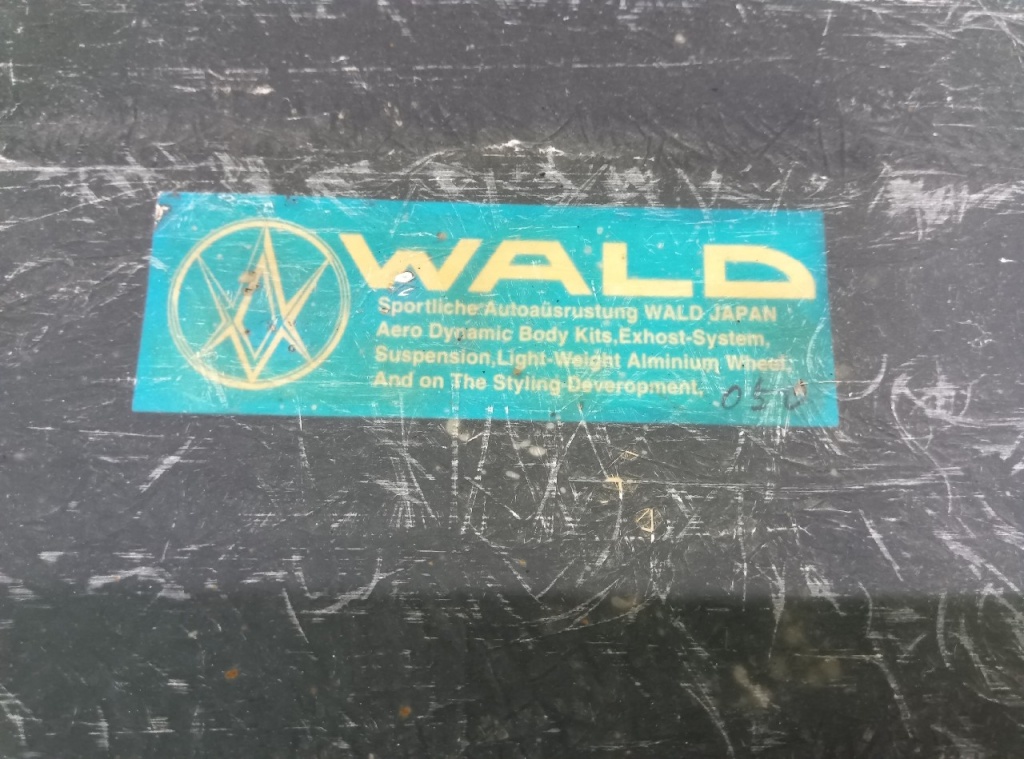 WALD
Sportliche Autoaüsrustung WALD JAPAN
Aero Dynamic Body Kits,Exhost-System,
Suspension,Light-Weight Alminium Wheel,
And on The Styling Deveropment.